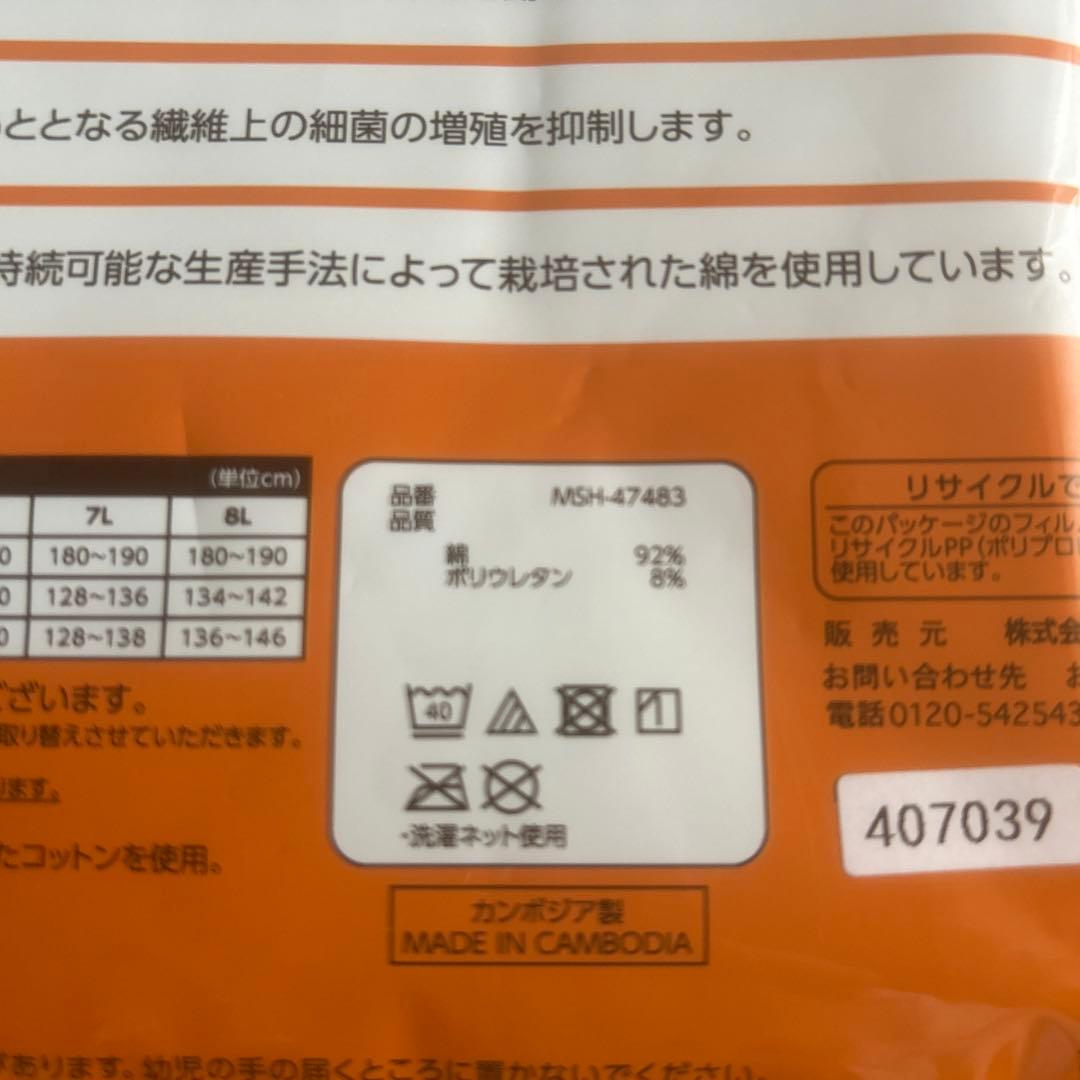 ととなる繊維上の細菌の増殖を抑制します。
持続可能な生産手法によって栽培された綿を使用しています。
(単位cm)
7L 8L
0 180~190 180~190
0 128~136 134~142
0 128~138 136~146
ございます。
取り替えさせていただきます。
ります。
たコットンを使用。
品番 MSH-47483
品質
綿 92%
ポリウレタン 8%
40
・洗濯ネット使用
カンボジア製
MADE IN CAMBODIA
リサイクルで
このパッケージのフィル
リサイクルPP(ポリプロ
使用しています。
販売元 株式会
お問い合わせ先 お
電話0120-542543
407039
があります。幼児の手の届くところに置かないでください。